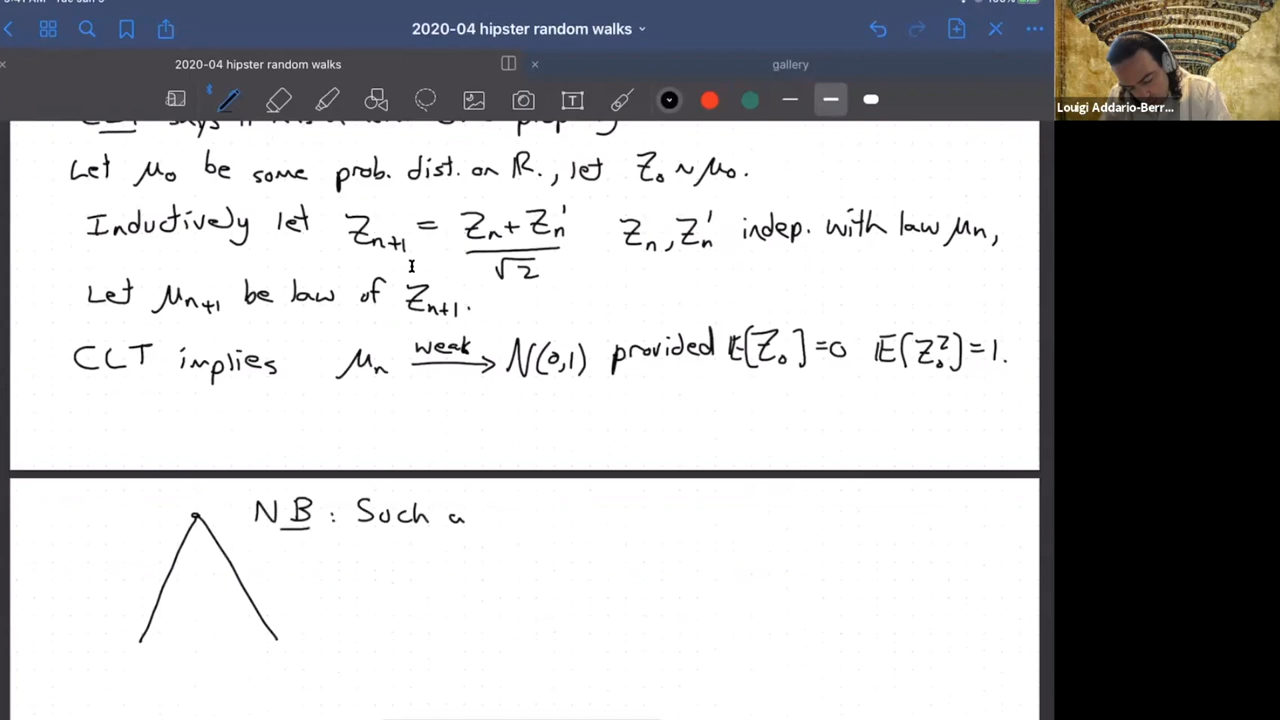 2020-04 hipster random walks
2020-04 hipster random walks
gallery
Louigi Addario-Berr...
CLT says
Let μ₀ be some prob. dist. on ℝ., let Z₀ ~ μ₀.
Inductively let Zₙ₊₁ = (Zₙ + Zₙ')/√2 Zₙ, Zₙ' indep. with law μₙ,
Let μₙ₊₁ be law of Zₙ₊₁.
CLT implies μₙ —weak→ N(0,1) provided E[Z₀]=0 E[Z₀²]=1.
NB: Such a